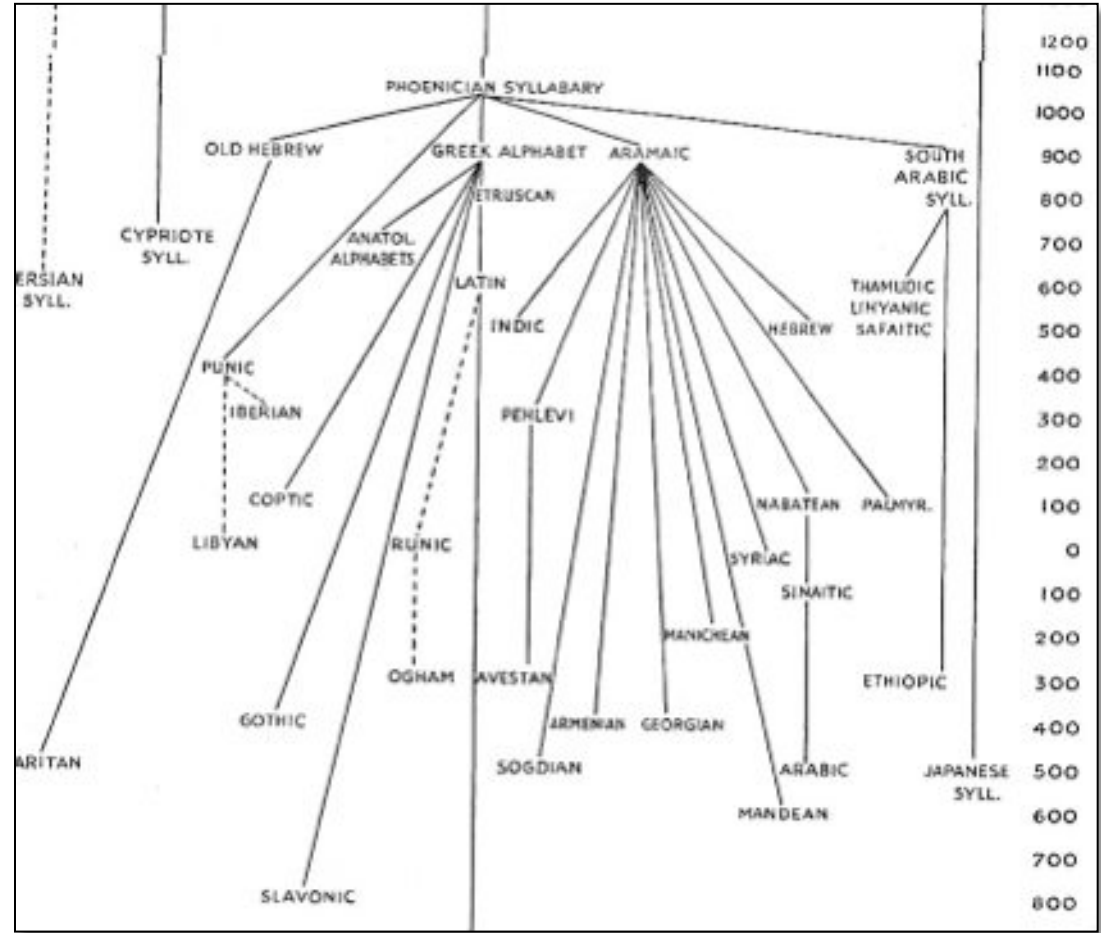 1200
1100
PHOENICIAN SYLLABARY
1000
OLD HEBREW
GREEK ALPHABET
ARAMAIC
SOUTH
ARABIC
SYLL.
900
ETRUSCAN
800
CYPRIOTE
SYLL.
ANATOL.
ALPHABETS
700
ERSIAN
SYLL.
LATIN
THAMUDIC
LIHYANIC
SAFAITIC
600
INDIC
HEBREW
500
PUNIC
400
IBERIAN
PEHLEVI
300
200
COPTIC
NABATEAN
PALMYR.
100
LIBYAN
RUNIC
SYRIAC
0
SINAITIC
100
MANICHEAN
200
OGHAM
AVESTAN
ETHIOPIC
300
GOTHIC
ARMENIAN
GEORGIAN
400
ARITAN
SOGDIAN
ARABIC
JAPANESE
SYLL.
500
MANDEAN
600
700
SLAVONIC
800